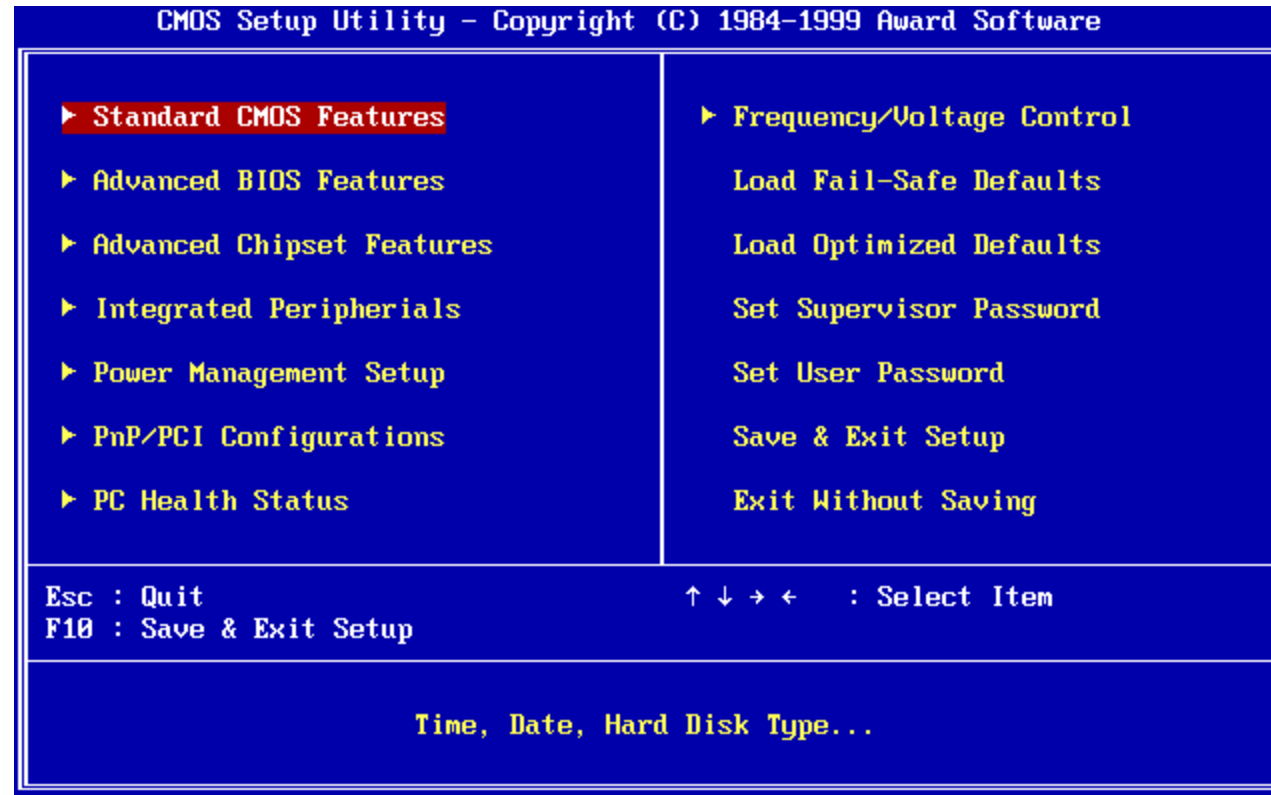 CMOS Setup Utility – Copyright (C) 1984–1999 Award Software
▶ Standard CMOS Features
▶ Advanced BIOS Features
▶ Advanced Chipset Features
▶ Integrated Peripherials
▶ Power Management Setup
▶ PnP/PCI Configurations
▶ PC Health Status
▶ Frequency/Voltage Control
Load Fail–Safe Defaults
Load Optimized Defaults
Set Supervisor Password
Set User Password
Save & Exit Setup
Exit Without Saving
Esc : Quit
F10 : Save & Exit Setup
↑ ↓ → ← : Select Item
Time, Date, Hard Disk Type...